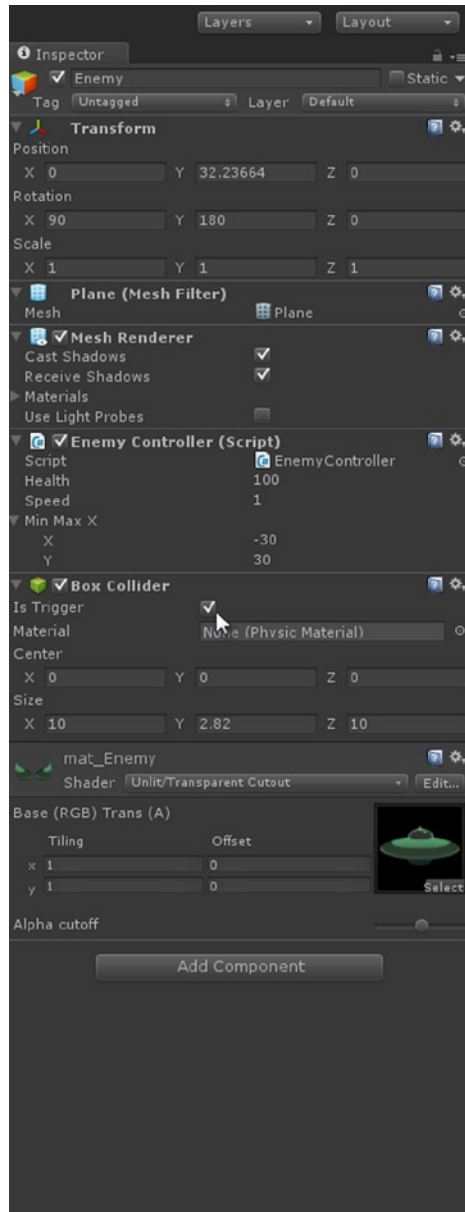 Layers Layout
Inspector
Enemy Static
Tag Untagged Layer Default
Transform
Position
X 0 Y 32.23664 Z 0
Rotation
X 90 Y 180 Z 0
Scale
X 1 Y 1 Z 1
Plane (Mesh Filter)
Mesh Plane
Mesh Renderer
Cast Shadows
Receive Shadows
Materials
Use Light Probes
Enemy Controller (Script)
Script EnemyController
Health 100
Speed 1
Min Max X
X -30
Y 30
Box Collider
Is Trigger
Material None (Physic Material)
Center
X 0 Y 0 Z 0
Size
X 10 Y 2.82 Z 10
mat_Enemy
Shader Unlit/Transparent Cutout Edit...
Base (RGB) Trans (A)
Tiling Offset
x 1 0
y 1 0
Select
Alpha cutoff
Add Component